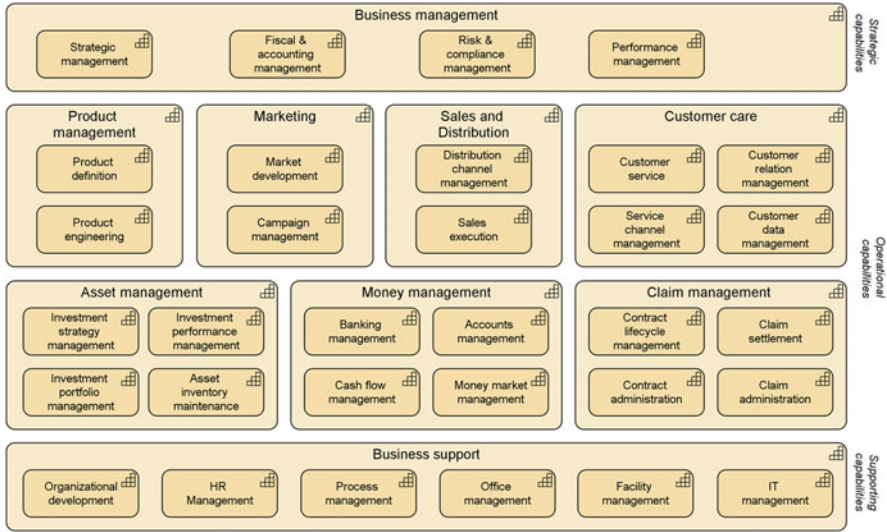 Business management
Strategic
management
Fiscal &
accounting
management
Risk &
compliance
management
Performance
management
Strategic
capabilities
Product
management
Product
definition
Product
engineering
Marketing
Market
development
Campaign
management
Sales and
Distribution
Distribution
channel
management
Sales
execution
Customer care
Customer
service
Customer
relation
management
Service
channel
management
Customer
data
management
Operational
capabilities
Asset management
Investment
strategy
management
Investment
performance
management
Investment
portfolio
management
Asset
inventory
maintenance
Money management
Banking
management
Accounts
management
Cash flow
management
Money market
management
Claim management
Contract
lifecycle
management
Claim
settlement
Contract
administration
Claim
administration
Business support
Organizational
development
HR
Management
Process
management
Office
management
Facility
management
IT
management
Supporting
capabilities